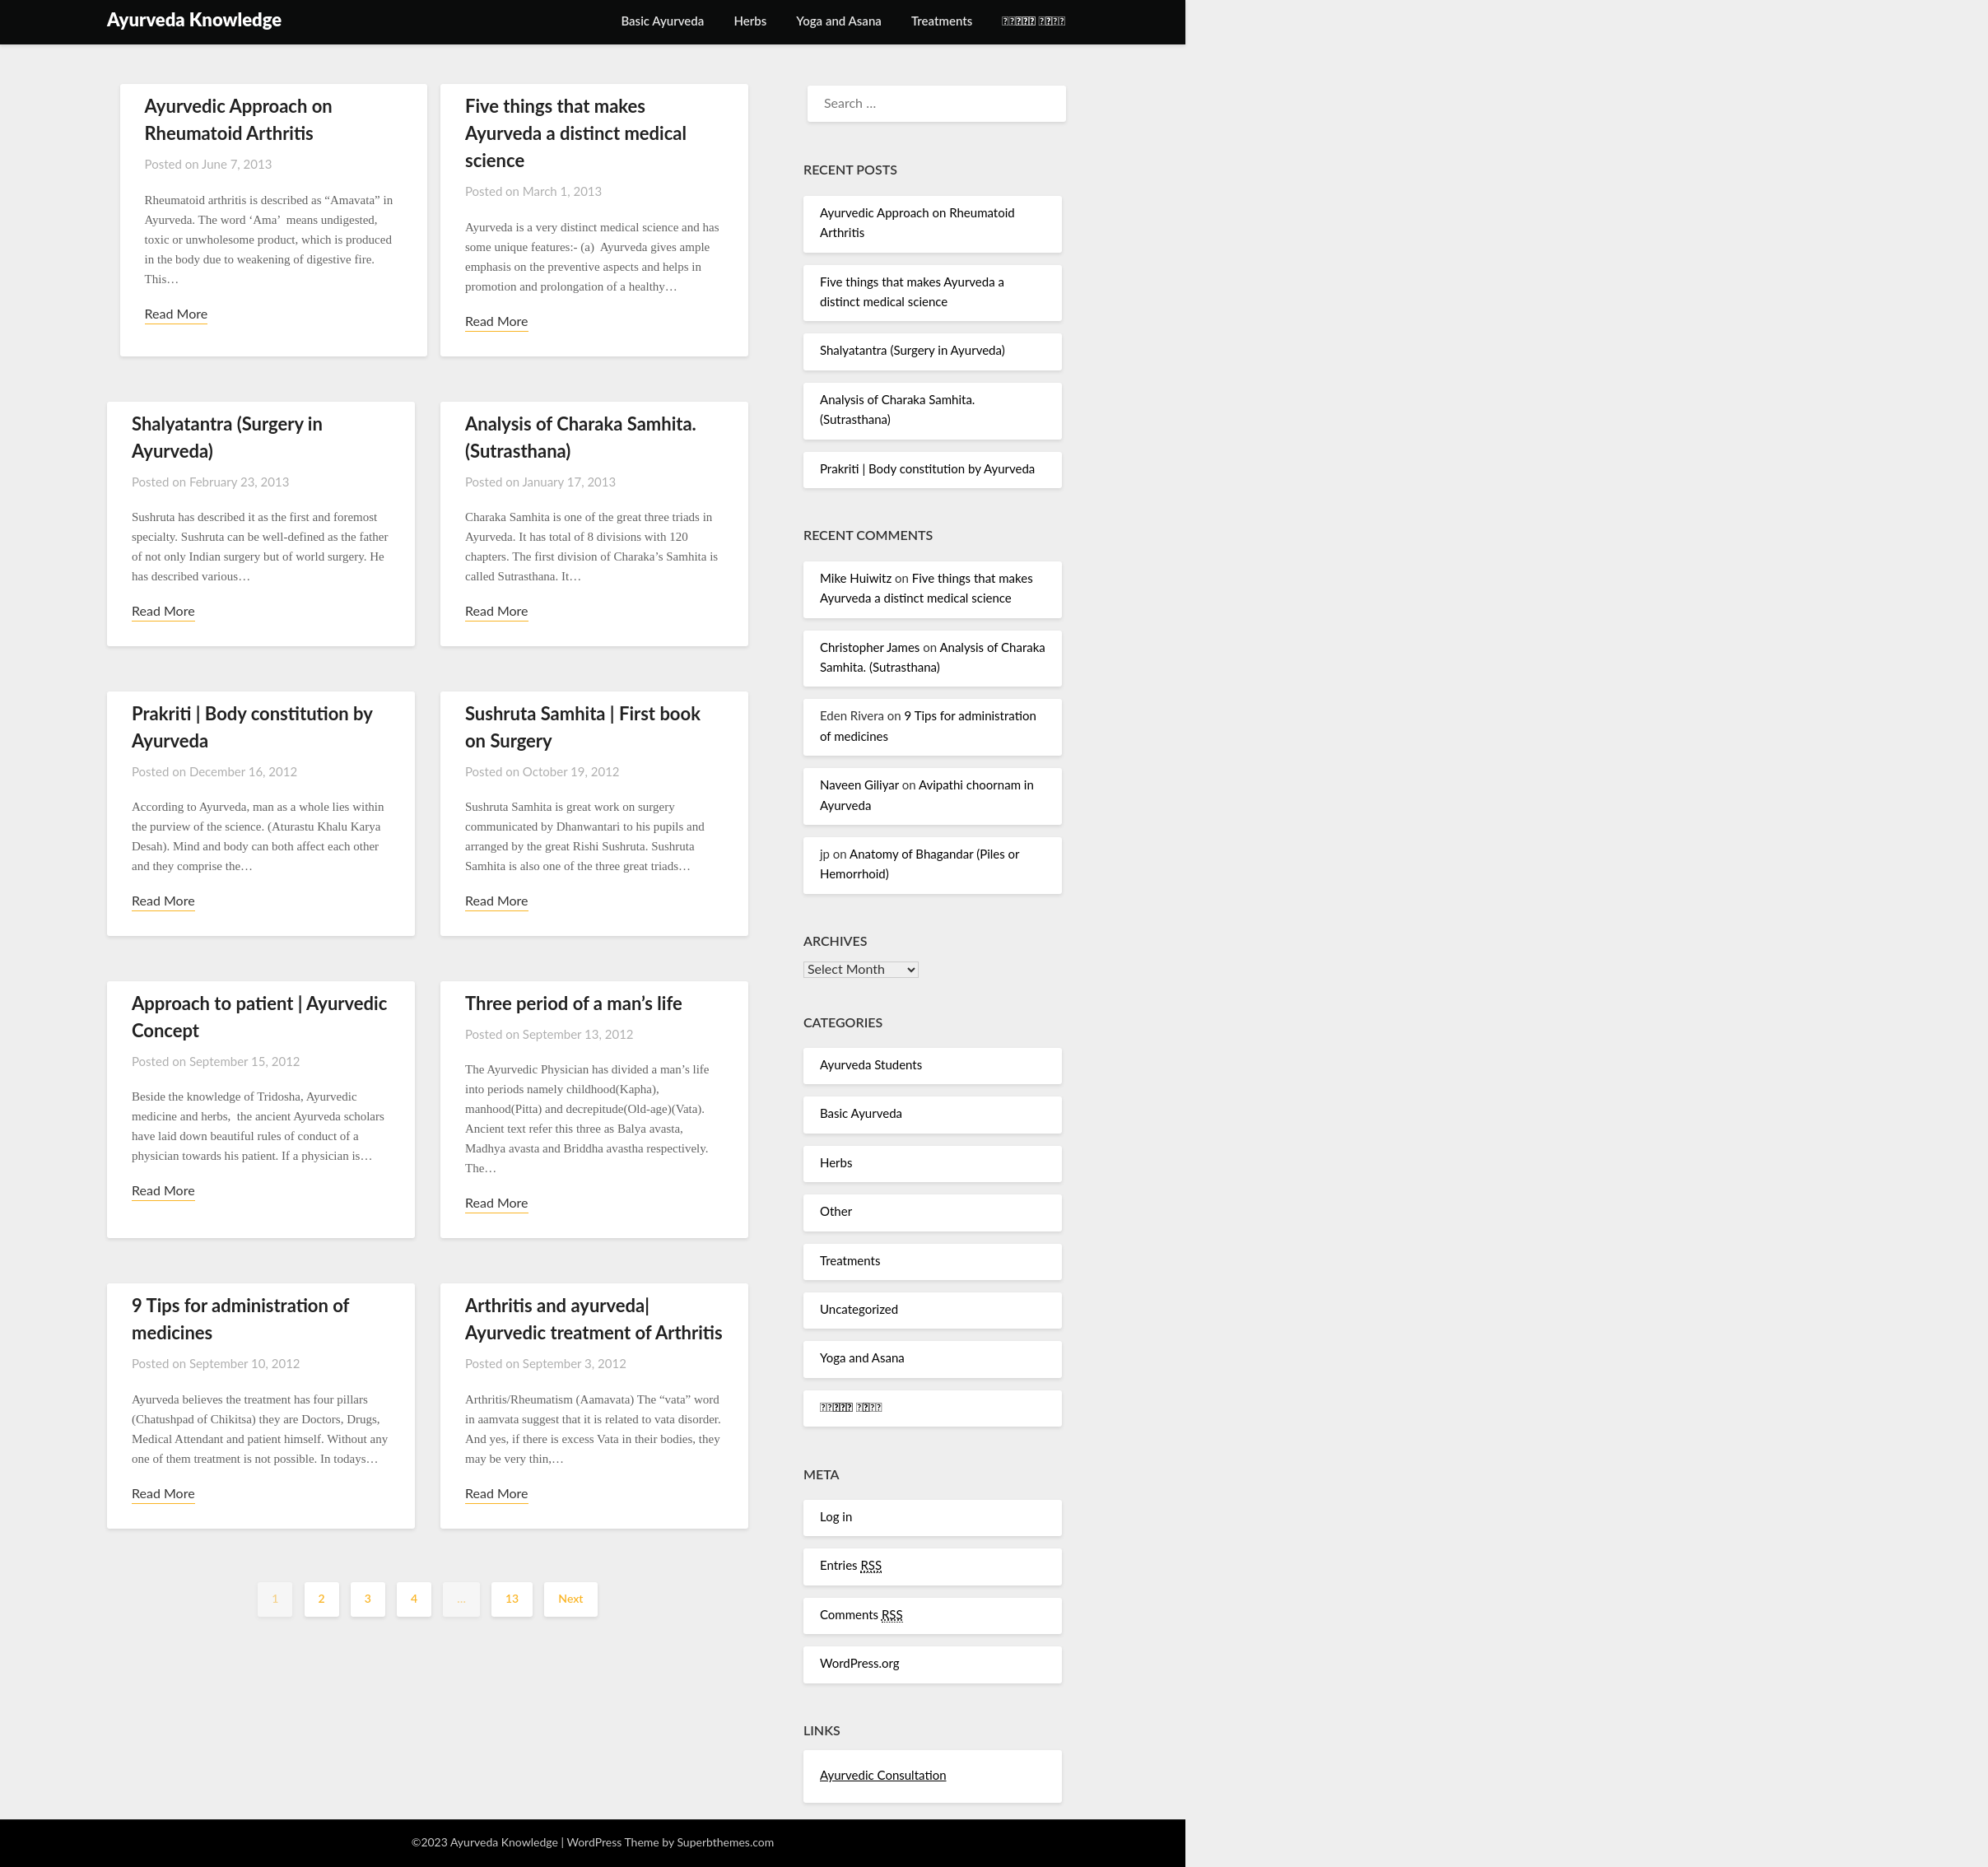 Ayurveda Knowledge
Basic Ayurveda
Herbs
Yoga and Asana
Treatments
Ayurvedic Approach on
Rheumatoid Arthritis
Posted on June 7, 2013
Rheumatoid arthritis is described as “Amavata” in
Ayurveda. The word ‘Ama’  means undigested,
toxic or unwholesome product, which is produced
in the body due to weakening of digestive fire.
This…
Read More
Five things that makes
Ayurveda a distinct medical
science
Posted on March 1, 2013
Ayurveda is a very distinct medical science and has
some unique features:- (a)  Ayurveda gives ample
emphasis on the preventive aspects and helps in
promotion and prolongation of a healthy…
Read More
Shalyatantra (Surgery in
Ayurveda)
Posted on February 23, 2013
Sushruta has described it as the first and foremost
specialty. Sushruta can be well-defined as the father
of not only Indian surgery but of world surgery. He
has described various…
Read More
Analysis of Charaka Samhita.
(Sutrasthana)
Posted on January 17, 2013
Charaka Samhita is one of the great three triads in
Ayurveda. It has total of 8 divisions with 120
chapters. The first division of Charaka’s Samhita is
called Sutrasthana. It…
Read More
Prakriti | Body constitution by
Ayurveda
Posted on December 16, 2012
According to Ayurveda, man as a whole lies within
the purview of the science. (Aturastu Khalu Karya
Desah). Mind and body can both affect each other
and they comprise the…
Read More
Sushruta Samhita | First book
on Surgery
Posted on October 19, 2012
Sushruta Samhita is great work on surgery
communicated by Dhanwantari to his pupils and
arranged by the great Rishi Sushruta. Sushruta
Samhita is also one of the three great triads…
Read More
Approach to patient | Ayurvedic
Concept
Posted on September 15, 2012
Beside the knowledge of Tridosha, Ayurvedic
medicine and herbs,  the ancient Ayurveda scholars
have laid down beautiful rules of conduct of a
physician towards his patient. If a physician is…
Read More
Three period of a man’s life
Posted on September 13, 2012
The Ayurvedic Physician has divided a man’s life
into periods namely childhood(Kapha),
manhood(Pitta) and decrepitude(Old-age)(Vata).
Ancient text refer this three as Balya avasta,
Madhya avasta and Briddha avastha respectively.
The…
Read More
9 Tips for administration of
medicines
Posted on September 10, 2012
Ayurveda believes the treatment has four pillars
(Chatushpad of Chikitsa) they are Doctors, Drugs,
Medical Attendant and patient himself. Without any
one of them treatment is not possible. In todays…
Read More
Arthritis and ayurveda|
Ayurvedic treatment of Arthritis
Posted on September 3, 2012
Arthritis/Rheumatism (Aamavata) The “vata” word
in aamvata suggest that it is related to vata disorder.
And yes, if there is excess Vata in their bodies, they
may be very thin,…
Read More
1
2
3
4
…
13
Next
Search …
RECENT POSTS
Ayurvedic Approach on Rheumatoid
Arthritis
Five things that makes Ayurveda a
distinct medical science
Shalyatantra (Surgery in Ayurveda)
Analysis of Charaka Samhita.
(Sutrasthana)
Prakriti | Body constitution by Ayurveda
RECENT COMMENTS
Mike Huiwitz on Five things that makes
Ayurveda a distinct medical science
Christopher James on Analysis of Charaka
Samhita. (Sutrasthana)
Eden Rivera on 9 Tips for administration
of medicines
Naveen Giliyar on Avipathi choornam in
Ayurveda
jp on Anatomy of Bhagandar (Piles or
Hemorrhoid)
ARCHIVES
Select Month
CATEGORIES
Ayurveda Students
Basic Ayurveda
Herbs
Other
Treatments
Uncategorized
Yoga and Asana
META
Log in
Entries RSS
Comments RSS
WordPress.org
LINKS
Ayurvedic Consultation
©2023 Ayurveda Knowledge | WordPress Theme by Superbthemes.com